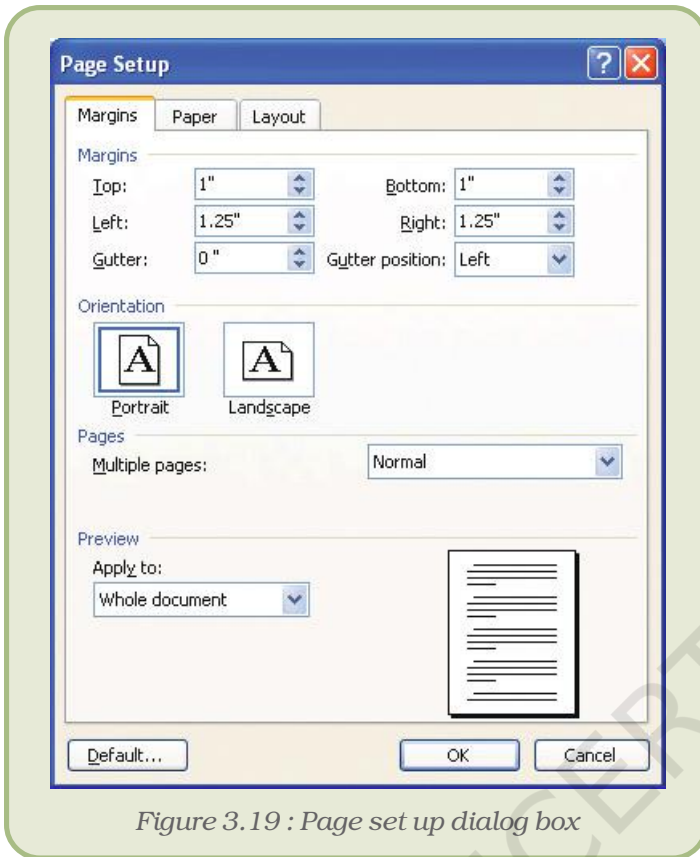 Page Setup
Margins Paper Layout
Margins
Top: 1" Bottom: 1"
Left: 1.25" Right: 1.25"
Gutter: 0 " Gutter position: Left
Orientation
A A
Portrait Landscape
Pages
Multiple pages: Normal
Preview
Apply to:
Whole document
Default... OK Cancel
Figure 3.19 : Page set up dialog box